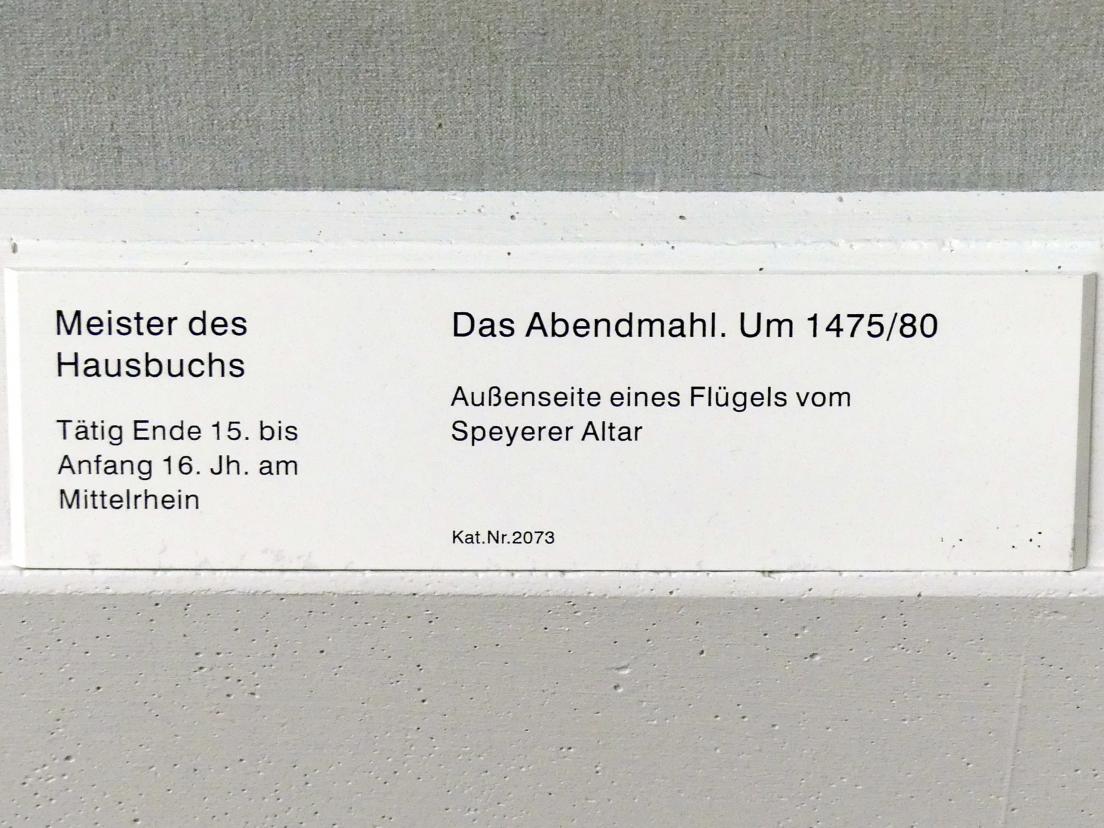 Meister des
Hausbuchs
Tätig Ende 15. bis
Anfang 16. Jh. am
Mittelrhein
Das Abendmahl. Um 1475/80
Außenseite eines Flügels vom
Speyerer Altar
Kat.Nr.2073